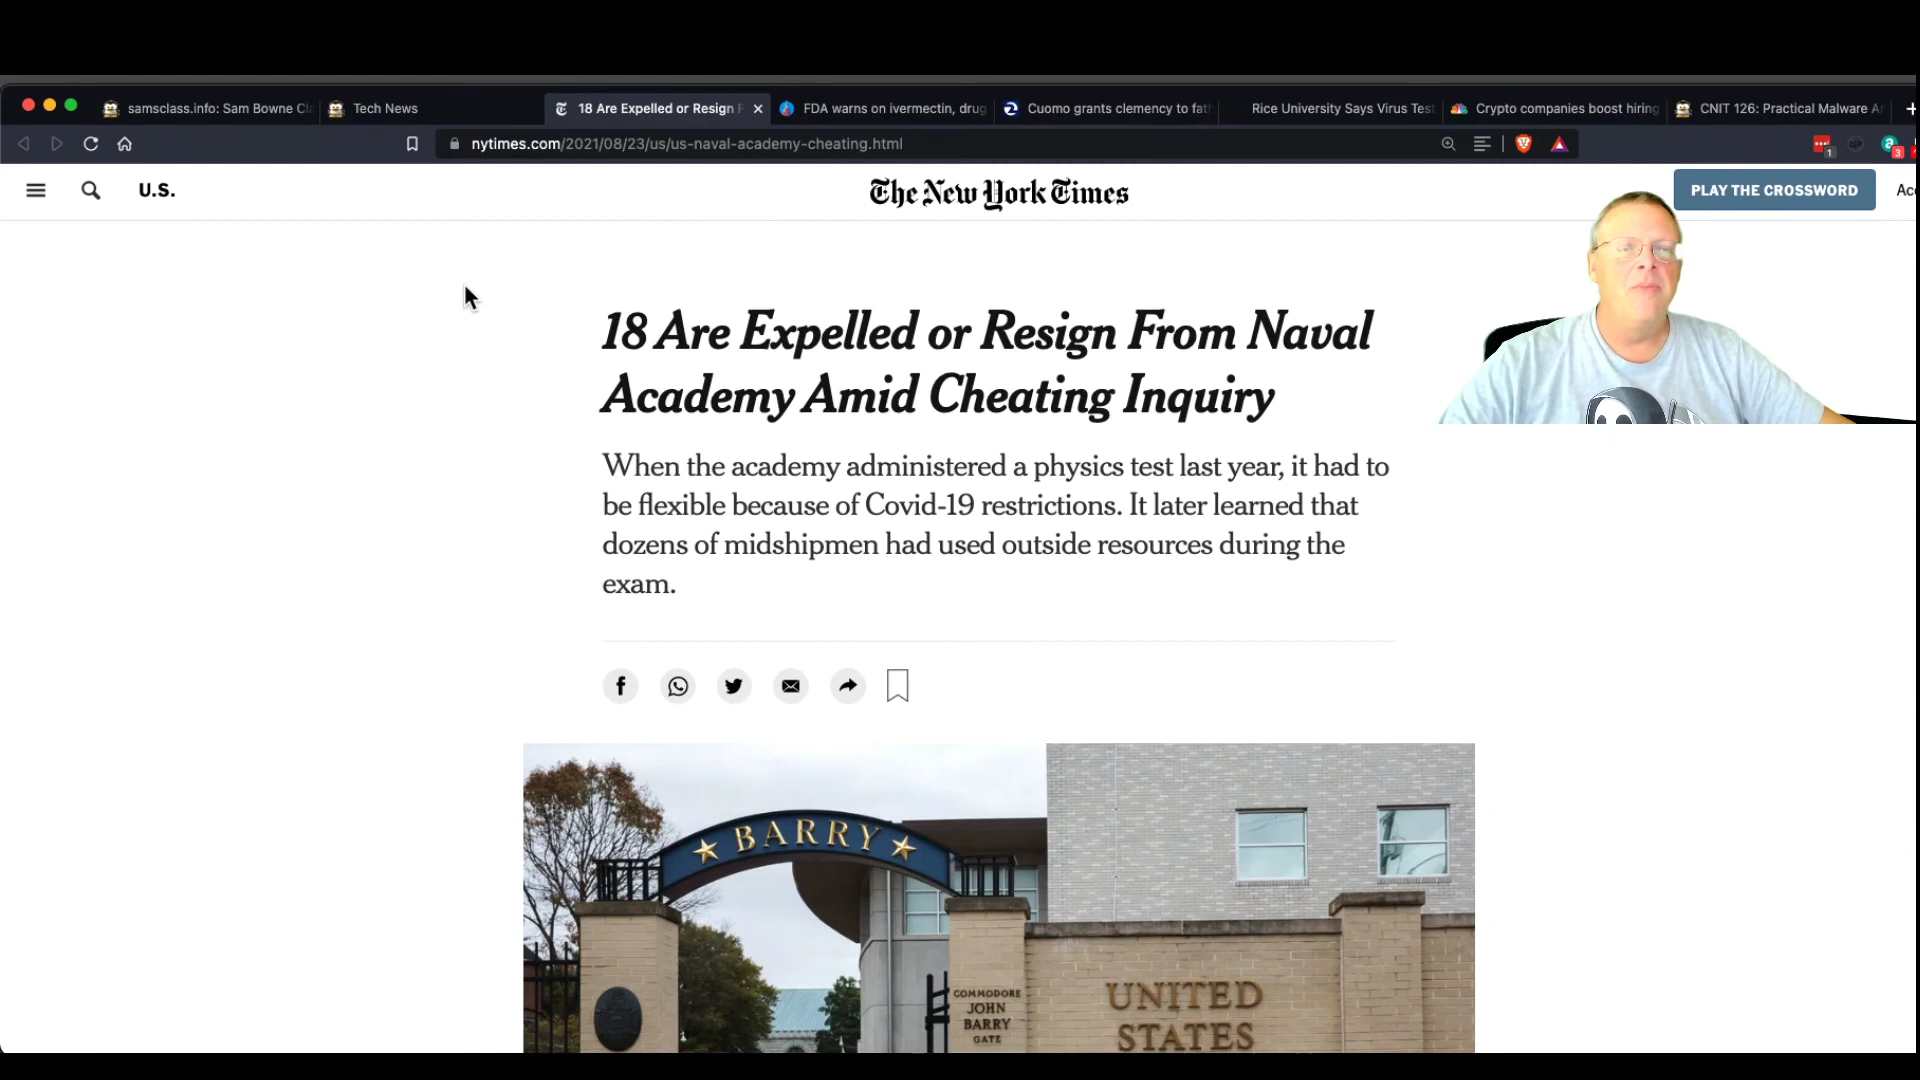 samsclass.info: Sam Bowne Cl
Tech News
18 Are Expelled or Resign F
FDA warns on ivermectin, drug
Cuomo grants clemency to fat
Rice University Says Virus Test
Crypto companies boost hiring
CNIT 126: Practical Malware A
nytimes.com/2021/08/23/us/us-naval-academy-cheating.html
1
3
U.S.
The New York Times
PLAY THE CROSSWORD
Acc
18 Are Expelled or Resign From Naval
Academy Amid Cheating Inquiry
When the academy administered a physics test last year, it had to
be flexible because of Covid-19 restrictions. It later learned that
dozens of midshipmen had used outside resources during the
exam.
BARRY
COMMODORE
JOHN
BARRY
GATE
UNITED
STATES